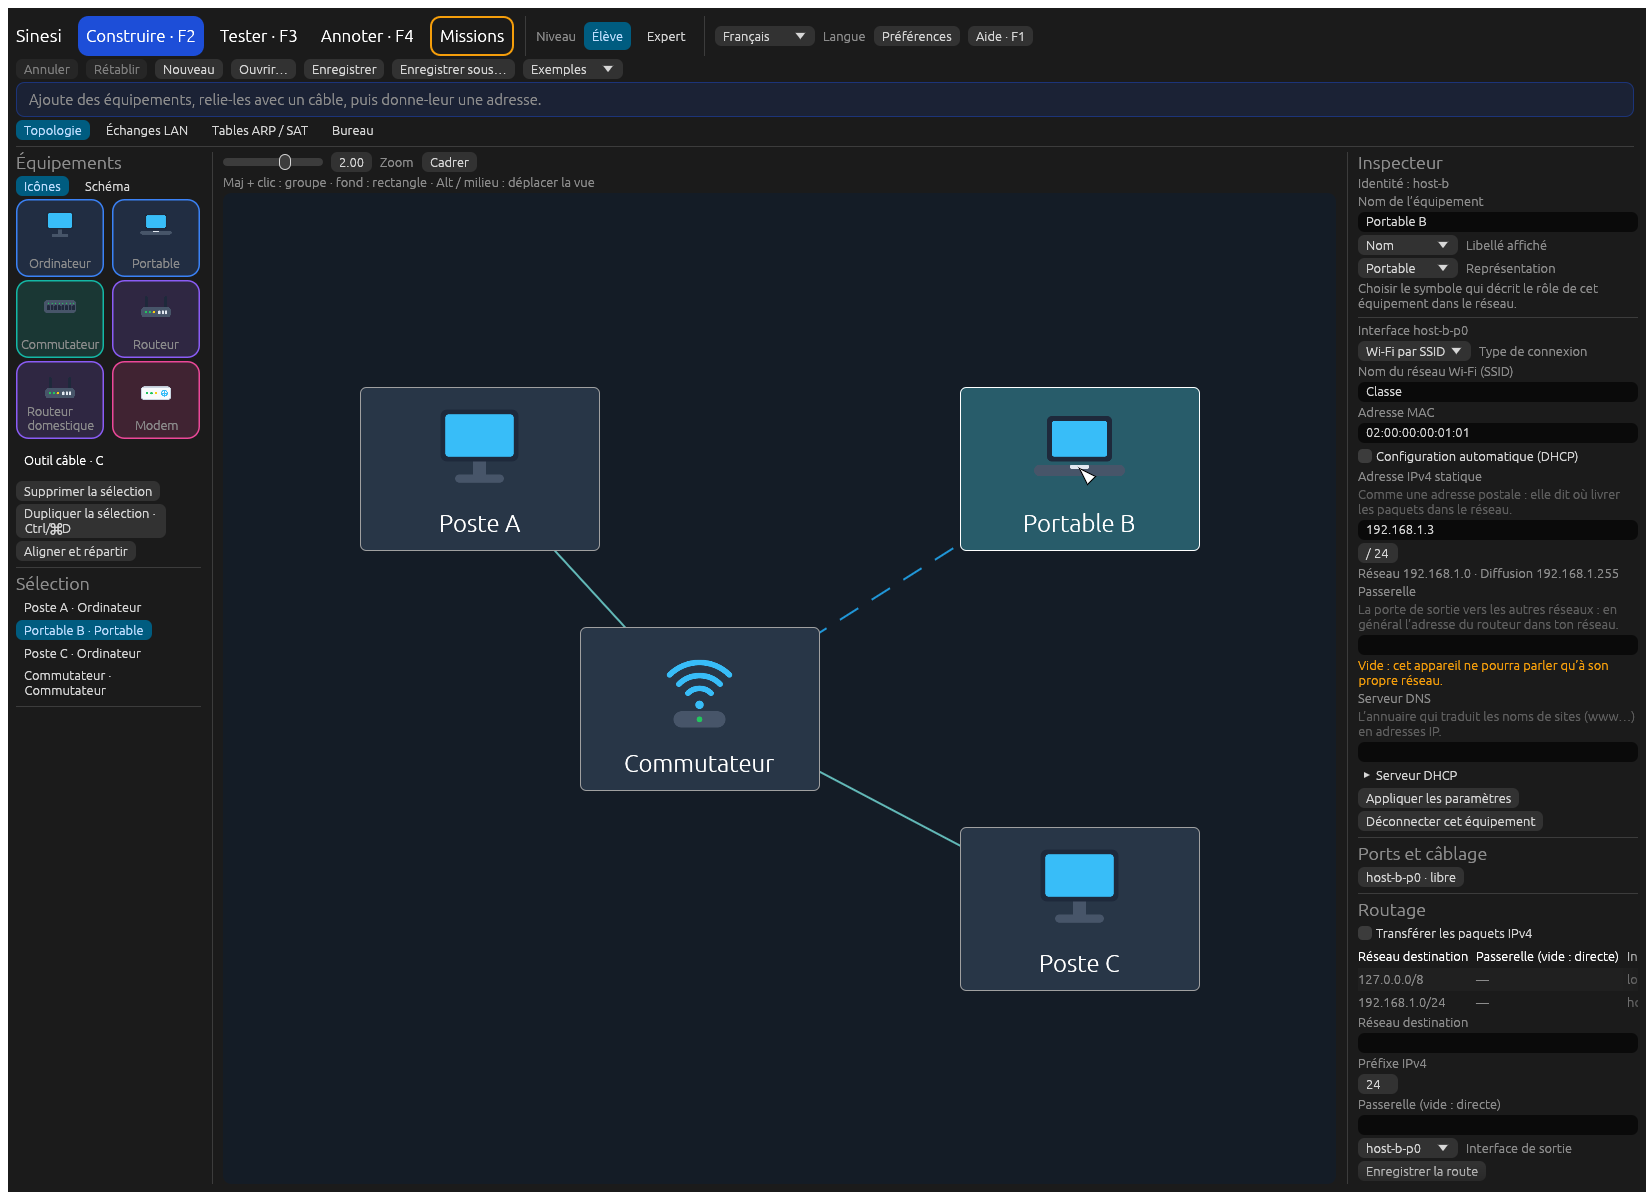 Sinesi
Construire · F2
Tester · F3
Annoter · F4
Missions
Niveau
Élève
Expert
Français
Langue
Préférences
Aide · F1
Annuler
Rétablir
Nouveau
Ouvrir…
Enregistrer
Enregistrer sous…
Exemples
Ajoute des équipements, relie-les avec un câble, puis donne-leur une adresse.
Topologie
Échanges LAN
Tables ARP / SAT
Bureau
Équipements
Icônes
Schéma
Ordinateur
Portable
Commutateur
Routeur
Routeur
domestique
Modem
Outil câble · C
Supprimer la sélection
Dupliquer la sélection ·
Ctrl/⌘D
Aligner et répartir
Sélection
Poste A · Ordinateur
Portable B · Portable
Poste C · Ordinateur
Commutateur ·
Commutateur
2.00
Zoom
Cadrer
Maj + clic : groupe · fond : rectangle · Alt / milieu : déplacer la vue
Poste A
Portable B
Commutateur
Poste C
Inspecteur
Identité : host-b
Nom de l’équipement
Portable B
Nom
Libellé affiché
Portable
Représentation
Choisir le symbole qui décrit le rôle de cet
équipement dans le réseau.
Interface host-b-p0
Wi-Fi par SSID
Type de connexion
Nom du réseau Wi-Fi (SSID)
Classe
Adresse MAC
02:00:00:00:01:01
Configuration automatique (DHCP)
Adresse IPv4 statique
Comme une adresse postale : elle dit où livrer
les paquets dans le réseau.
192.168.1.3
/ 24
Réseau 192.168.1.0 · Diffusion 192.168.1.255
Passerelle
La porte de sortie vers les autres réseaux : en
général l’adresse du routeur dans ton réseau.
Vide : cet appareil ne pourra parler qu’à son
propre réseau.
Serveur DNS
L’annuaire qui traduit les noms de sites (www…)
en adresses IP.
Serveur DHCP
Appliquer les paramètres
Déconnecter cet équipement
Ports et câblage
host-b-p0 · libre
Routage
Transférer les paquets IPv4
Réseau destination Passerelle (vide : directe) In
127.0.0.0/8 — lo
192.168.1.0/24 — ho
Réseau destination
Préfixe IPv4
24
Passerelle (vide : directe)
host-b-p0
Interface de sortie
Enregistrer la route